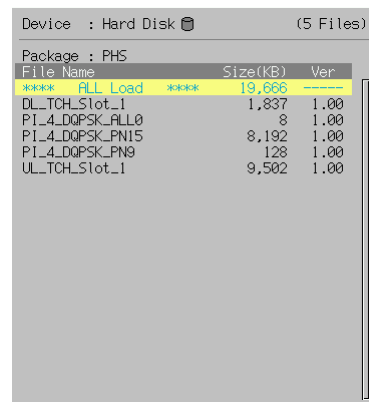 Device : Hard Disk (5 Files)
Package : PHS
File Name Size(KB) Ver
**** ALL Load **** 19,666 -----
DL_TCH_Slot_1 1,837 1.00
PI_4_DQPSK_ALL0 8 1.00
PI_4_DQPSK_PN15 8,192 1.00
PI_4_DQPSK_PN9 128 1.00
UL_TCH_Slot_1 9,502 1.00